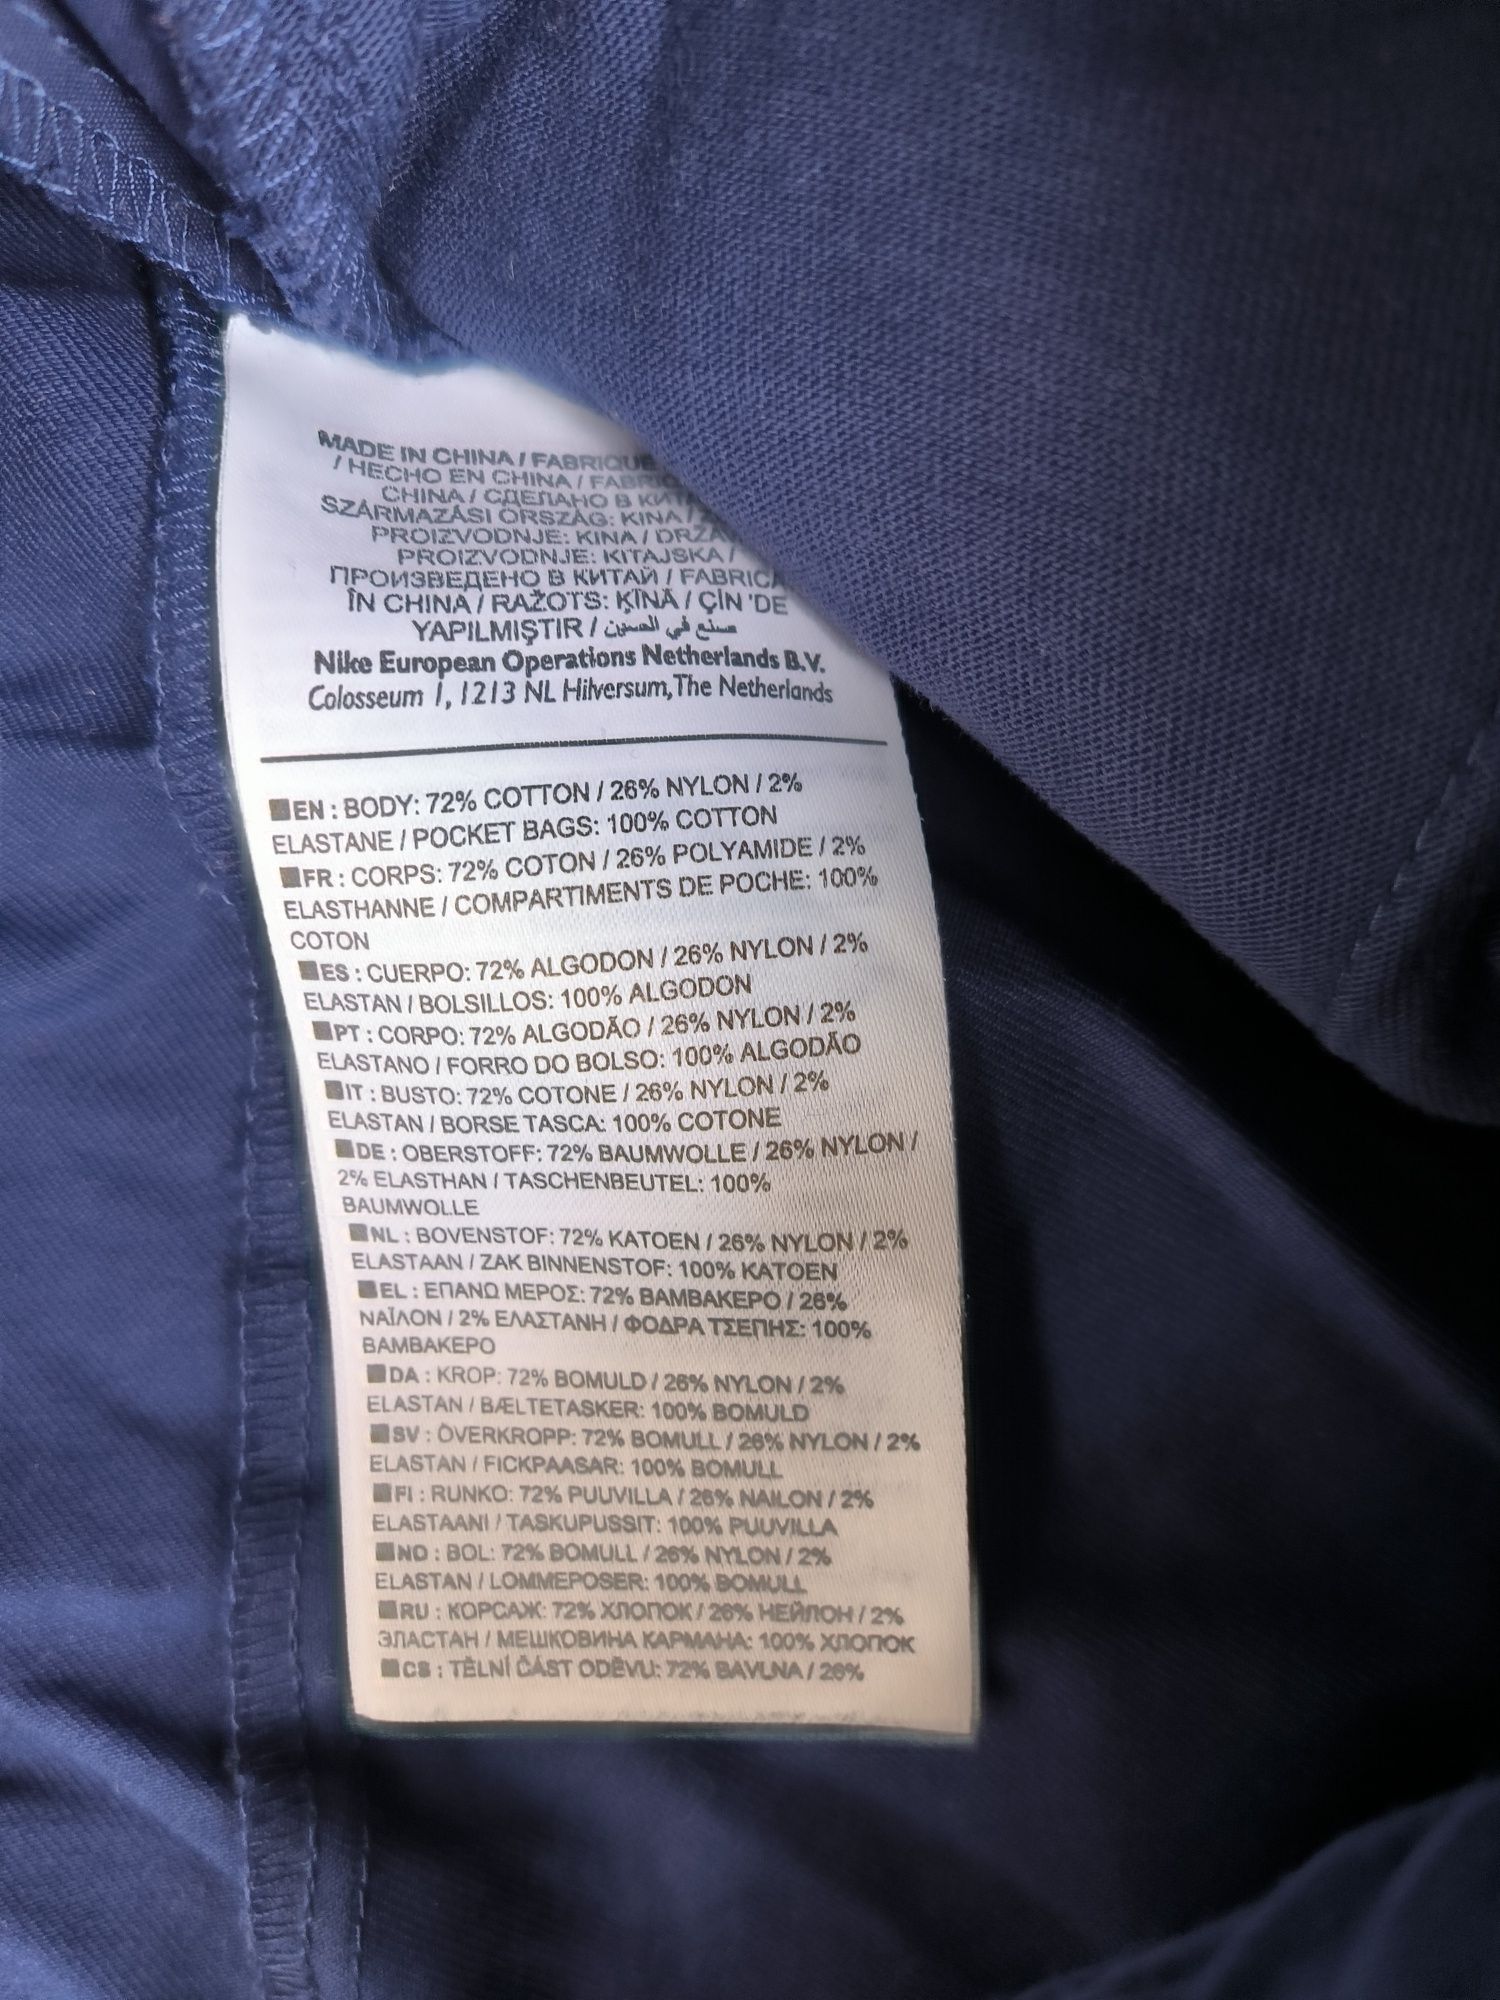 MADE IN CHINA / FABRIQUÉ
/ HECHO EN CHINA /
CHINA / СДЕЛАНО В
SZÁRMAZÁSI ORSZÁG: KÍNA /
PROIZVODNJE: KINA /
PROIZVODNJE: KITAJSKA /
ПРОИЗВЕДЕНО В КИТАЙ / FABRICAT
ÎN CHINA / RAŽOTS: ĶĪNĀ / ÇİN 'DE
YAPILMIŞTIR / صنع في الصين
Nike European Operations Netherlands B.V.
Colosseum 1, 1213 NL Hilversum, The Netherlands
EN : BODY: 72% COTTON / 26% NYLON / 2%
ELASTANE / POCKET BAGS: 100% COTTON
FR : CORPS: 72% COTON / 26% POLYAMIDE / 2%
ELASTHANNE / COMPARTIMENTS DE POCHE: 100%
COTON
ES : CUERPO: 72% ALGODON / 26% NYLON / 2%
ELASTAN / BOLSILLOS: 100% ALGODON
PT : CORPO: 72% ALGODÃO / 26% NYLON / 2%
ELASTANO / FORRO DO BOLSO: 100% ALGODÃO
IT : BUSTO: 72% COTONE / 26% NYLON / 2%
ELASTAN / BORSE TASCA: 100% COTONE
DE : OBERSTOFF: 72% BAUMWOLLE / 26% NYLON /
2% ELASTHAN / TASCHENBEUTEL: 100%
BAUMWOLLE
NL : BOVENSTOF: 72% KATOEN / 26% NYLON / 2%
ELASTAAN / ZAK BINNENSTOF: 100% KATOEN
EL : ΕΠΑΝΩ ΜΕΡΟΣ: 72% ΒΑΜΒΑΚΕΡΟ / 26%
ΝΑΪΛΟΝ / 2% ΕΛΑΣΤΑΝΗ / ΦΟΔΡΑ ΤΣΕΠΗΣ: 100%
ΒΑΜΒΑΚΕΡΟ
DA : KROP: 72% BOMULD / 26% NYLON / 2%
ELASTAN / BÆLTETASKER: 100% BOMULD
SV : ÖVERKROPP: 72% BOMULL / 26% NYLON / 2%
ELASTAN / FICKPAASAR: 100% BOMULL
FI : RUNKO: 72% PUUVILLA / 26% NAILON / 2%
ELASTAANI / TASKUPUSSIT: 100% PUUVILLA
NO : BOL: 72% BOMULL / 26% NYLON / 2%
ELASTAN / LOMMEPOSER: 100% BOMULL
RU : КОРСАЖ: 72% ХЛОПОК / 26% НЕЙЛОН / 2%
ЭЛАСТАН / МЕШКОВИНА КАРМАНА: 100% ХЛОПОК
CS : TĚLNÍ ČÁST ODĚVU: 72% BAVLNA / 26%